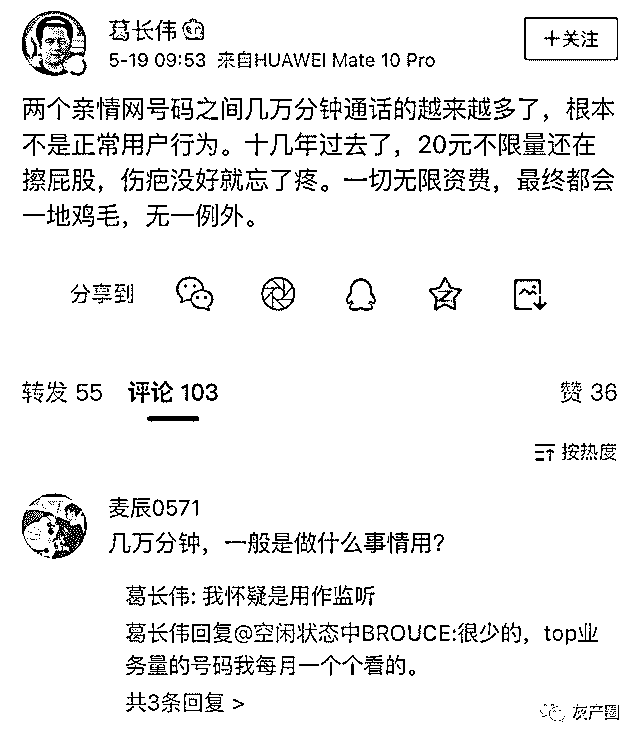 葛长伟
5-19 09:53 来自HUAWEI Mate 10 Pro
+关注
两个亲情网号码之间几万分钟通话的越来越多了，根本
不是正常用户行为。十几年过去了，20元不限量还在
擦屁股，伤疤没好就忘了疼。一切无限资费，最终都会
一地鸡毛，无一例外。
分享到
转发 55 评论 103 赞 36
按热度
麦辰0571
几万分钟，一般是做什么事情用?
葛长伟: 我怀疑是用作监听
葛长伟回复@空闲状态中BROUCE:很少的，top业
务量的号码我每月一个个看的。
共3条回复 >
灰产圈